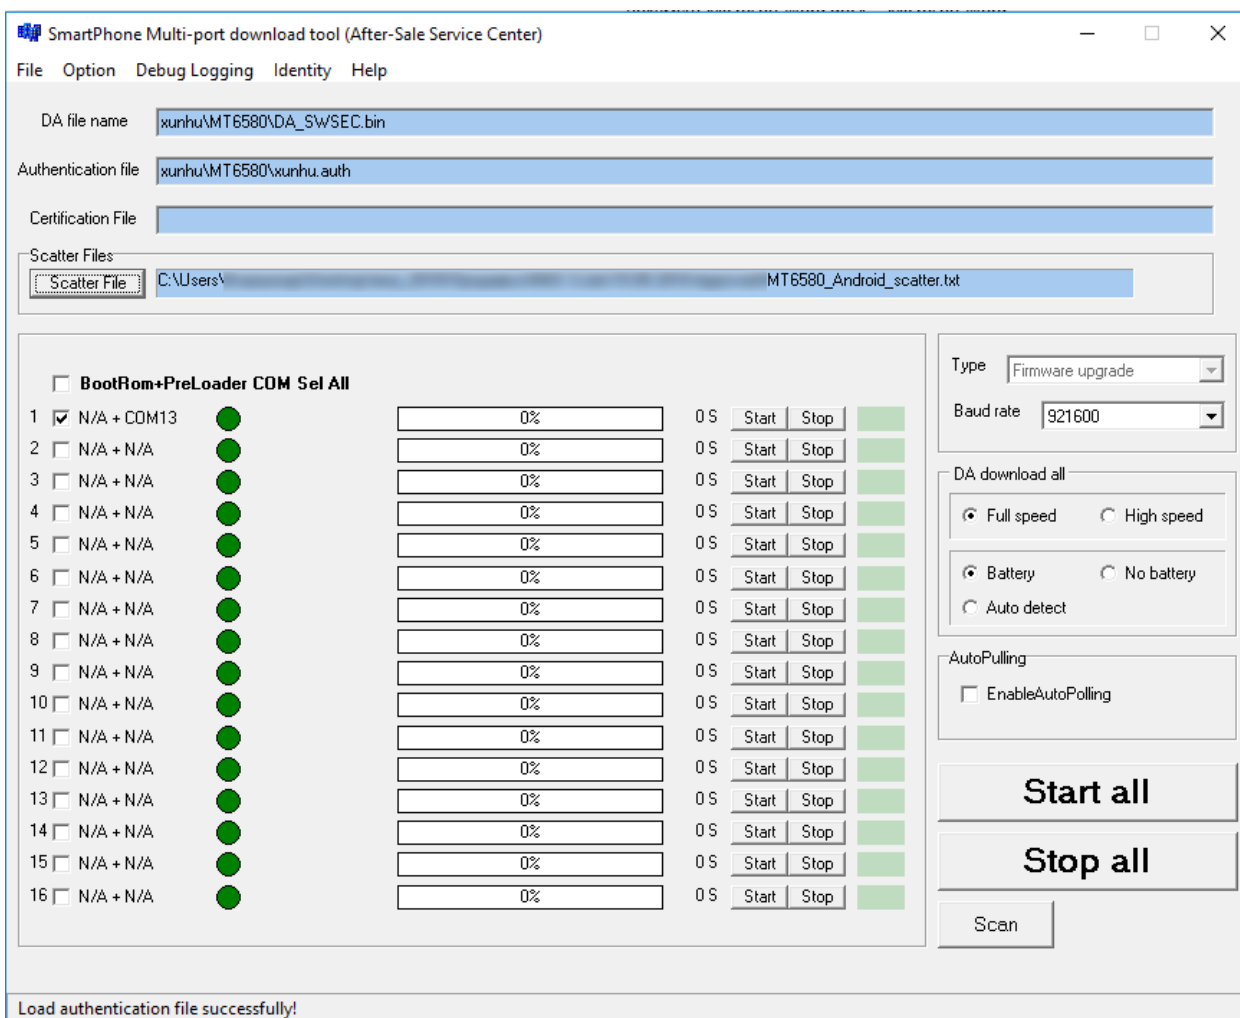 SmartPhone Multi-port download tool (After-Sale Service Center)
File Option Debug Logging Identity Help
DA file name xunhu\MT6580\DA_SWSEC.bin
Authentication file xunhu\MT6580\xunhu.auth
Certification File
Scatter Files
Scatter File C:\Users\ MT6580_Android_scatter.txt
BootRom+PreLoader COM Sel All
1 N/A + COM13 0% 0 S Start Stop
2 N/A + N/A 0% 0 S Start Stop
3 N/A + N/A 0% 0 S Start Stop
4 N/A + N/A 0% 0 S Start Stop
5 N/A + N/A 0% 0 S Start Stop
6 N/A + N/A 0% 0 S Start Stop
7 N/A + N/A 0% 0 S Start Stop
8 N/A + N/A 0% 0 S Start Stop
9 N/A + N/A 0% 0 S Start Stop
10 N/A + N/A 0% 0 S Start Stop
11 N/A + N/A 0% 0 S Start Stop
12 N/A + N/A 0% 0 S Start Stop
13 N/A + N/A 0% 0 S Start Stop
14 N/A + N/A 0% 0 S Start Stop
15 N/A + N/A 0% 0 S Start Stop
16 N/A + N/A 0% 0 S Start Stop
Type Firmware upgrade
Baud rate 921600
DA download all
Full speed High speed
Battery No battery
Auto detect
AutoPulling
EnableAutoPolling
Start all
Stop all
Scan
Load authentication file successfully!